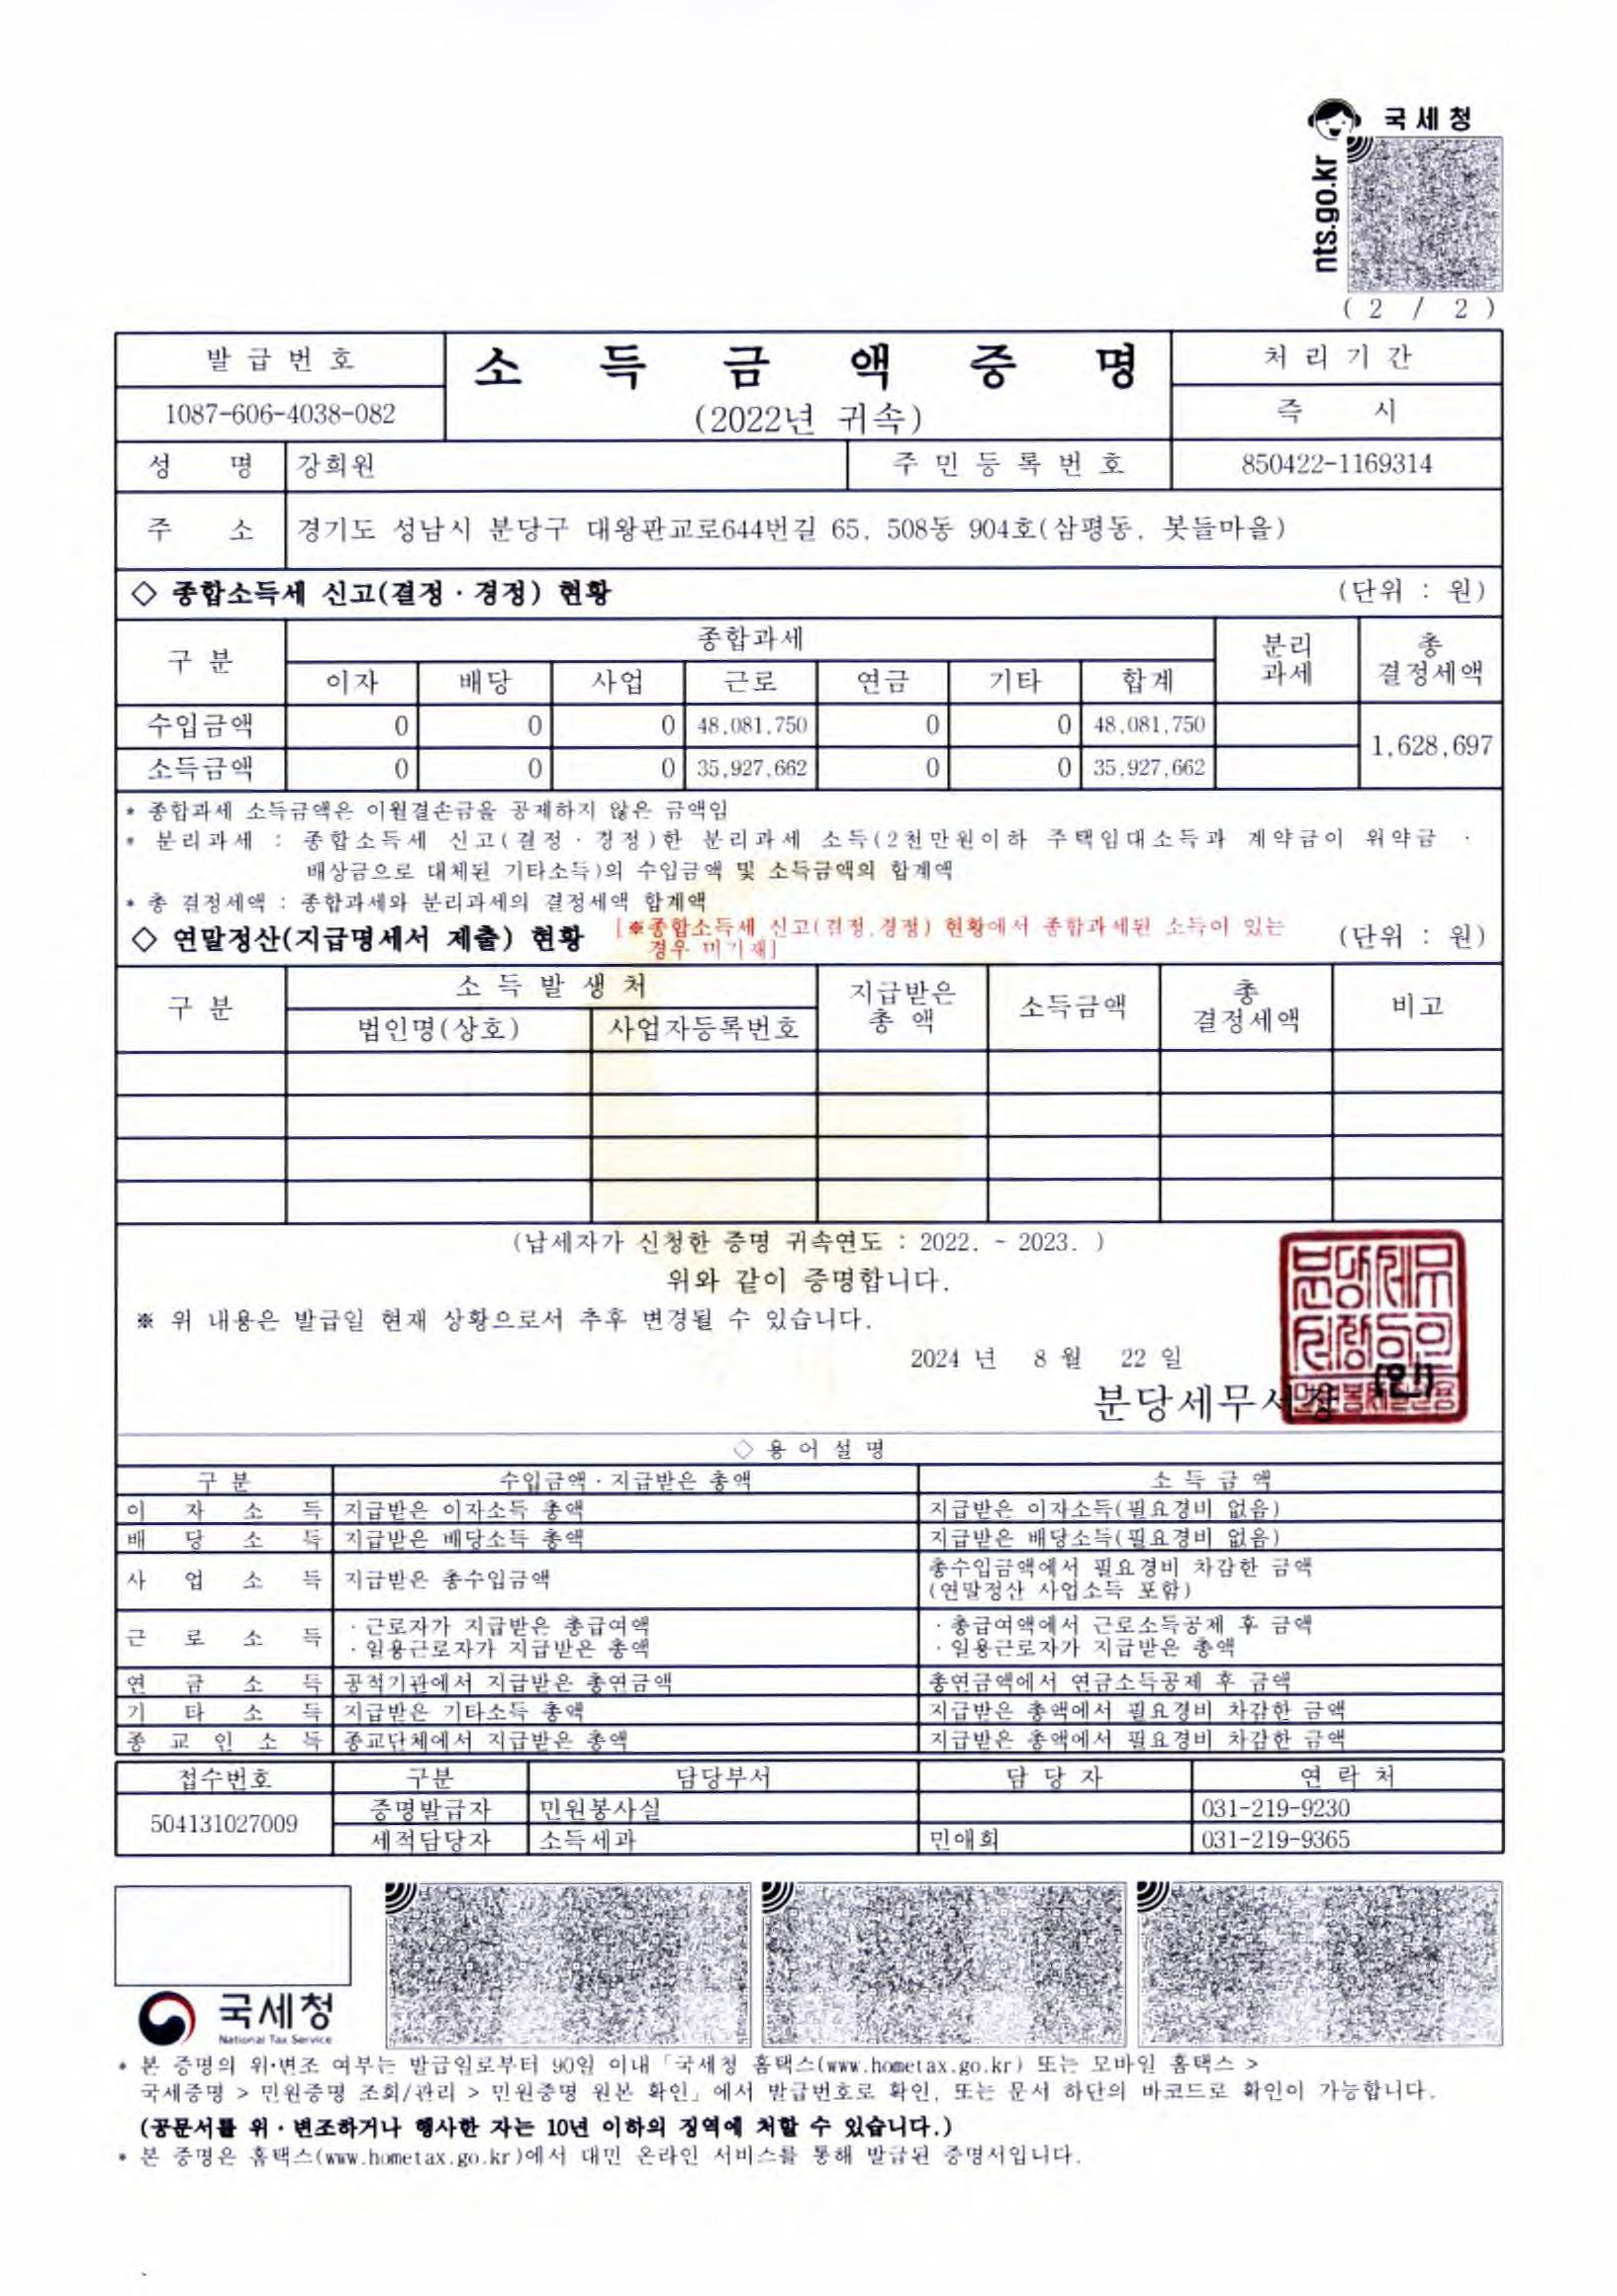 국세청
nts.go.kr
( 2 / 2 )
발급번호 소득금액증명 처리기간
1087-606-4038-082 (2022년 귀속) 즉 시
성 명 강희원 주민등록번호 850422-1169314
주 소 경기도 성남시 분당구 대왕판교로644번길 65, 508동 904호(삼평동, 봇들마을)
◇ 종합소득세 신고(결정·경정) 현황 (단위 : 원)
구분 종합과세 분리과세 총결정세액
이자 배당 사업 근로 연금 기타 합계
수입금액 0 0 0 48,081,750 0 0 48,081,750 1,628,697
소득금액 0 0 0 35,927,662 0 0 35,927,662
* 종합과세 소득금액은 이월결손금을 공제하지 않은 금액임
* 분리과세 : 종합소득세 신고(결정·경정)한 분리과세 소득(2천만원이하 주택임대소득과 계약금이 위약금 ·
배상금으로 대체된 기타소득)의 수입금액 및 소득금액의 합계액
* 총 결정세액 : 종합과세와 분리과세의 결정세액 합계액
◇ 연말정산(지급명세서 제출) 현황 [※종합소득세 신고(결정,경정) 현황에서 종합과세된 소득이 있는 (단위 : 원)
경우 미기재]
구분 소득발생처 지급받은 총액 소득금액 총결정세액 비고
법인명(상호) 사업자등록번호
(납세자가 신청한 증명 귀속연도 : 2022. ~ 2023. )
위와 같이 증명합니다.
※ 위 내용은 발급일 현재 상황으로서 추후 변경될 수 있습니다.
2024 년 8 월 22 일
분당세무서장 (인)
◇ 용어설명
구분 수입금액·지급받은 총액 소득금액
이자소득 지급받은 이자소득 총액 지급받은 이자소득(필요경비 없음)
배당소득 지급받은 배당소득 총액 지급받은 배당소득(필요경비 없음)
사업소득 지급받은 총수입금액 총수입금액에서 필요경비 차감한 금액
(연말정산 사업소득 포함)
근로소득 · 근로자가 지급받은 총급여액 · 총급여액에서 근로소득공제 후 금액
· 일용근로자가 지급받은 총액 · 일용근로자가 지급받은 총액
연금소득 공적기관에서 지급받은 총연금액 총연금액에서 연금소득공제 후 금액
기타소득 지급받은 기타소득 총액 지급받은 총액에서 필요경비 차감한 금액
종교인소득 종교단체에서 지급받은 총액 지급받은 총액에서 필요경비 차감한 금액
접수번호 구분 담당부서 담당자 연락처
504131027009 증명발급자 민원봉사실 031-219-9230
세적담당자 소득세과 민애희 031-219-9365
국세청
National Tax Service
* 본 증명의 위·변조 여부는 발급일로부터 90일 이내「국세청 홈택스(www.hometax.go.kr) 또는 모바일 홈택스 >
국세증명 > 민원증명 조회/관리 > 민원증명 원본 확인」에서 발급번호로 확인, 또는 문서 하단의 바코드로 확인이 가능합니다.
(공문서를 위·변조하거나 행사한 자는 10년 이하의 징역에 처할 수 있습니다.)
* 본 증명은 홈택스(www.hometax.go.kr)에서 대민 온라인 서비스를 통해 발급된 증명서입니다.